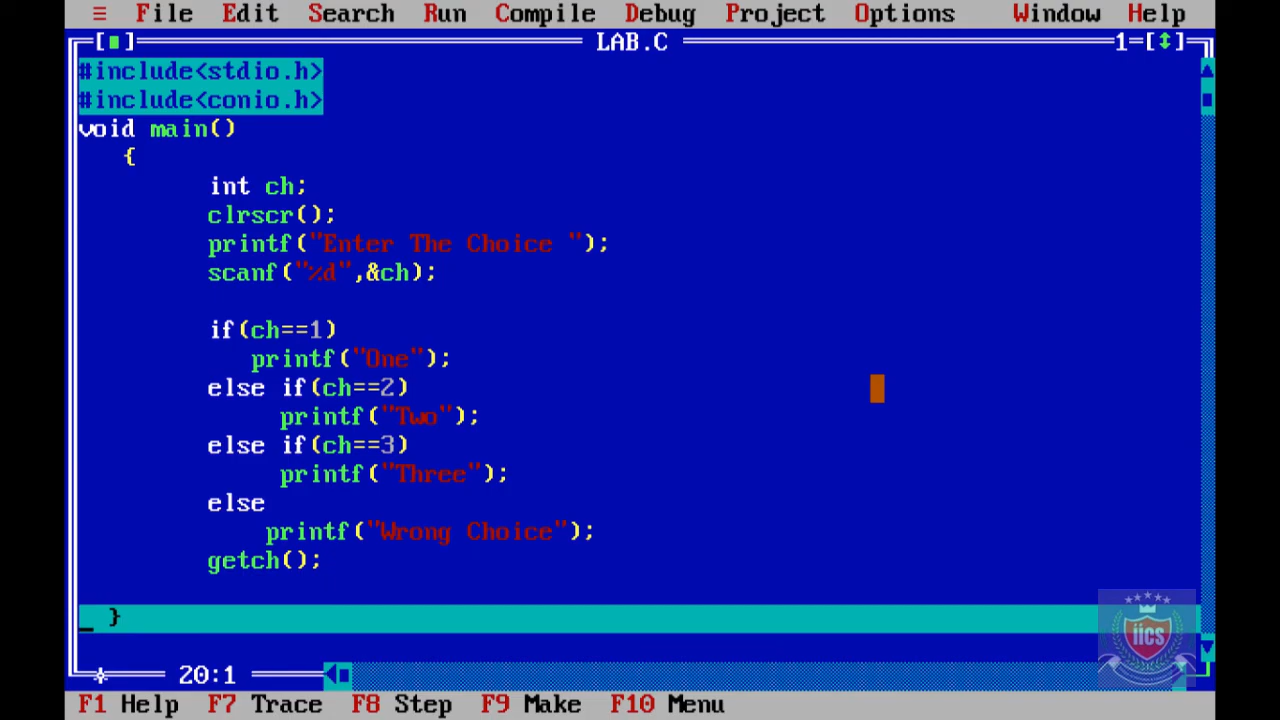 ≡ File Edit Search Run Compile Debug Project Options Window Help
[■] LAB.C 1=[↕]
#include<stdio.h>
#include<conio.h>
void main()
{
int ch;
clrscr();
printf("Enter The Choice ");
scanf("%d",&ch);
if(ch==1)
printf("One");
else if(ch==2)
printf("Two");
else if(ch==3)
printf("Three");
else
printf("Wrong Choice");
getch();
_ }
iics
20:1
F1 Help F7 Trace F8 Step F9 Make F10 Menu